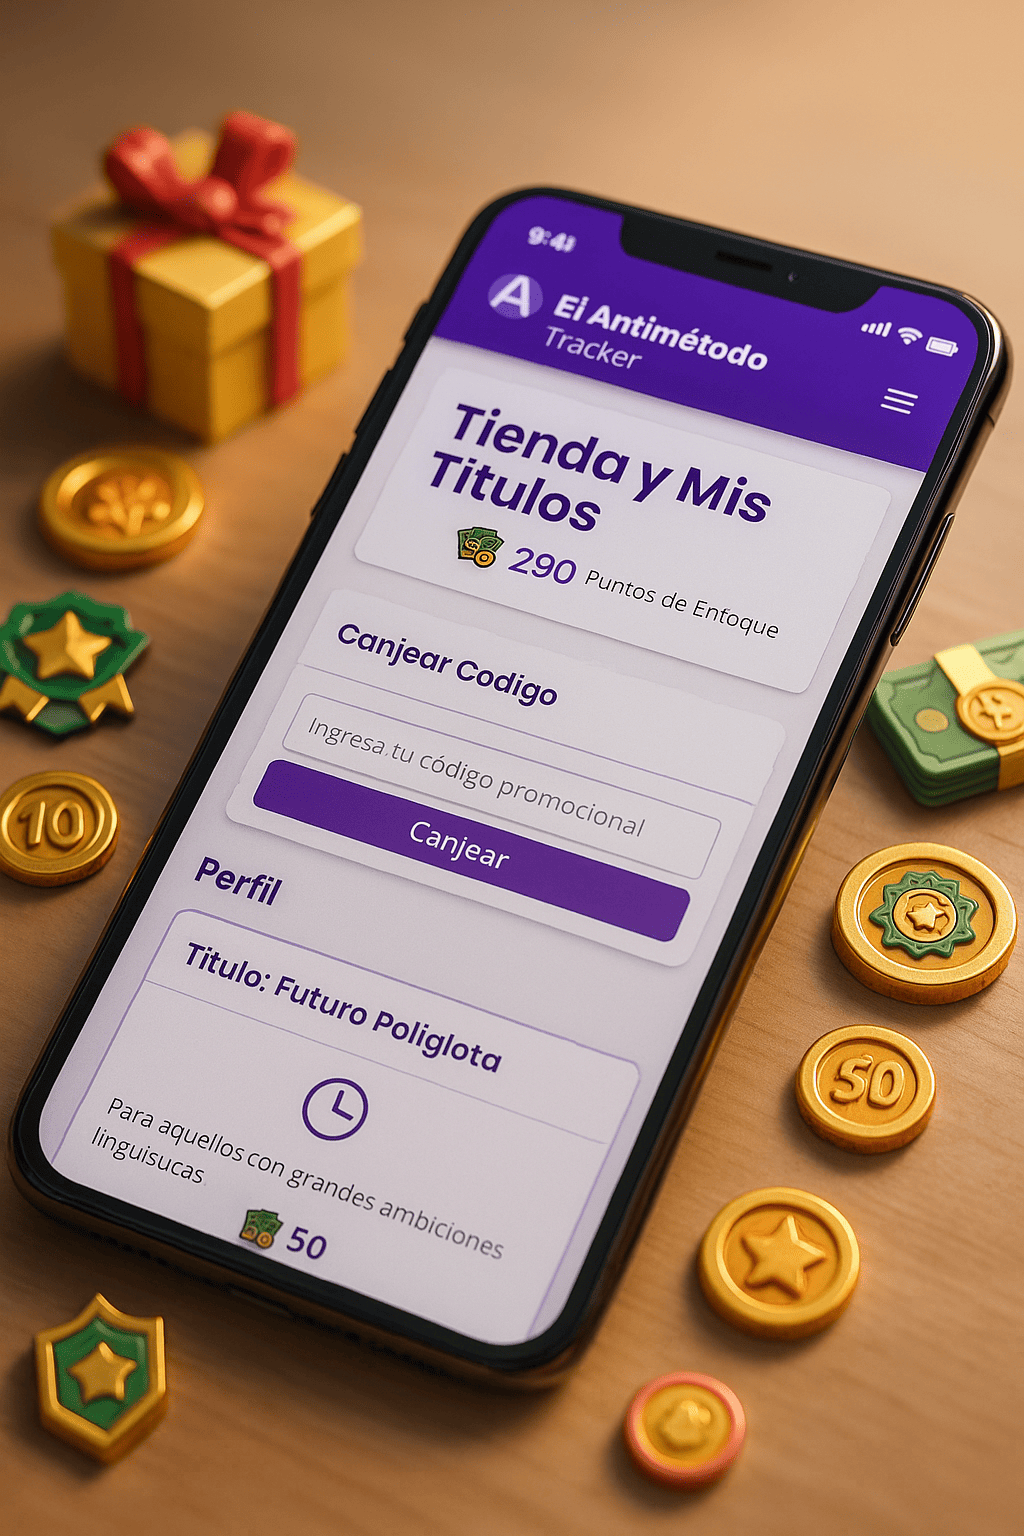 9:41
A
Ei Antimétodo
Tracker
Tienda y Mis
Titulos
290 Puntos de Enfoque
Canjear Codigo
Ingresa.tu código promocional
Canjear
Perfil
Titulo: Futuro Poliglota
Para aquellos con grandes ambiciones
linguisucas
50
10
50